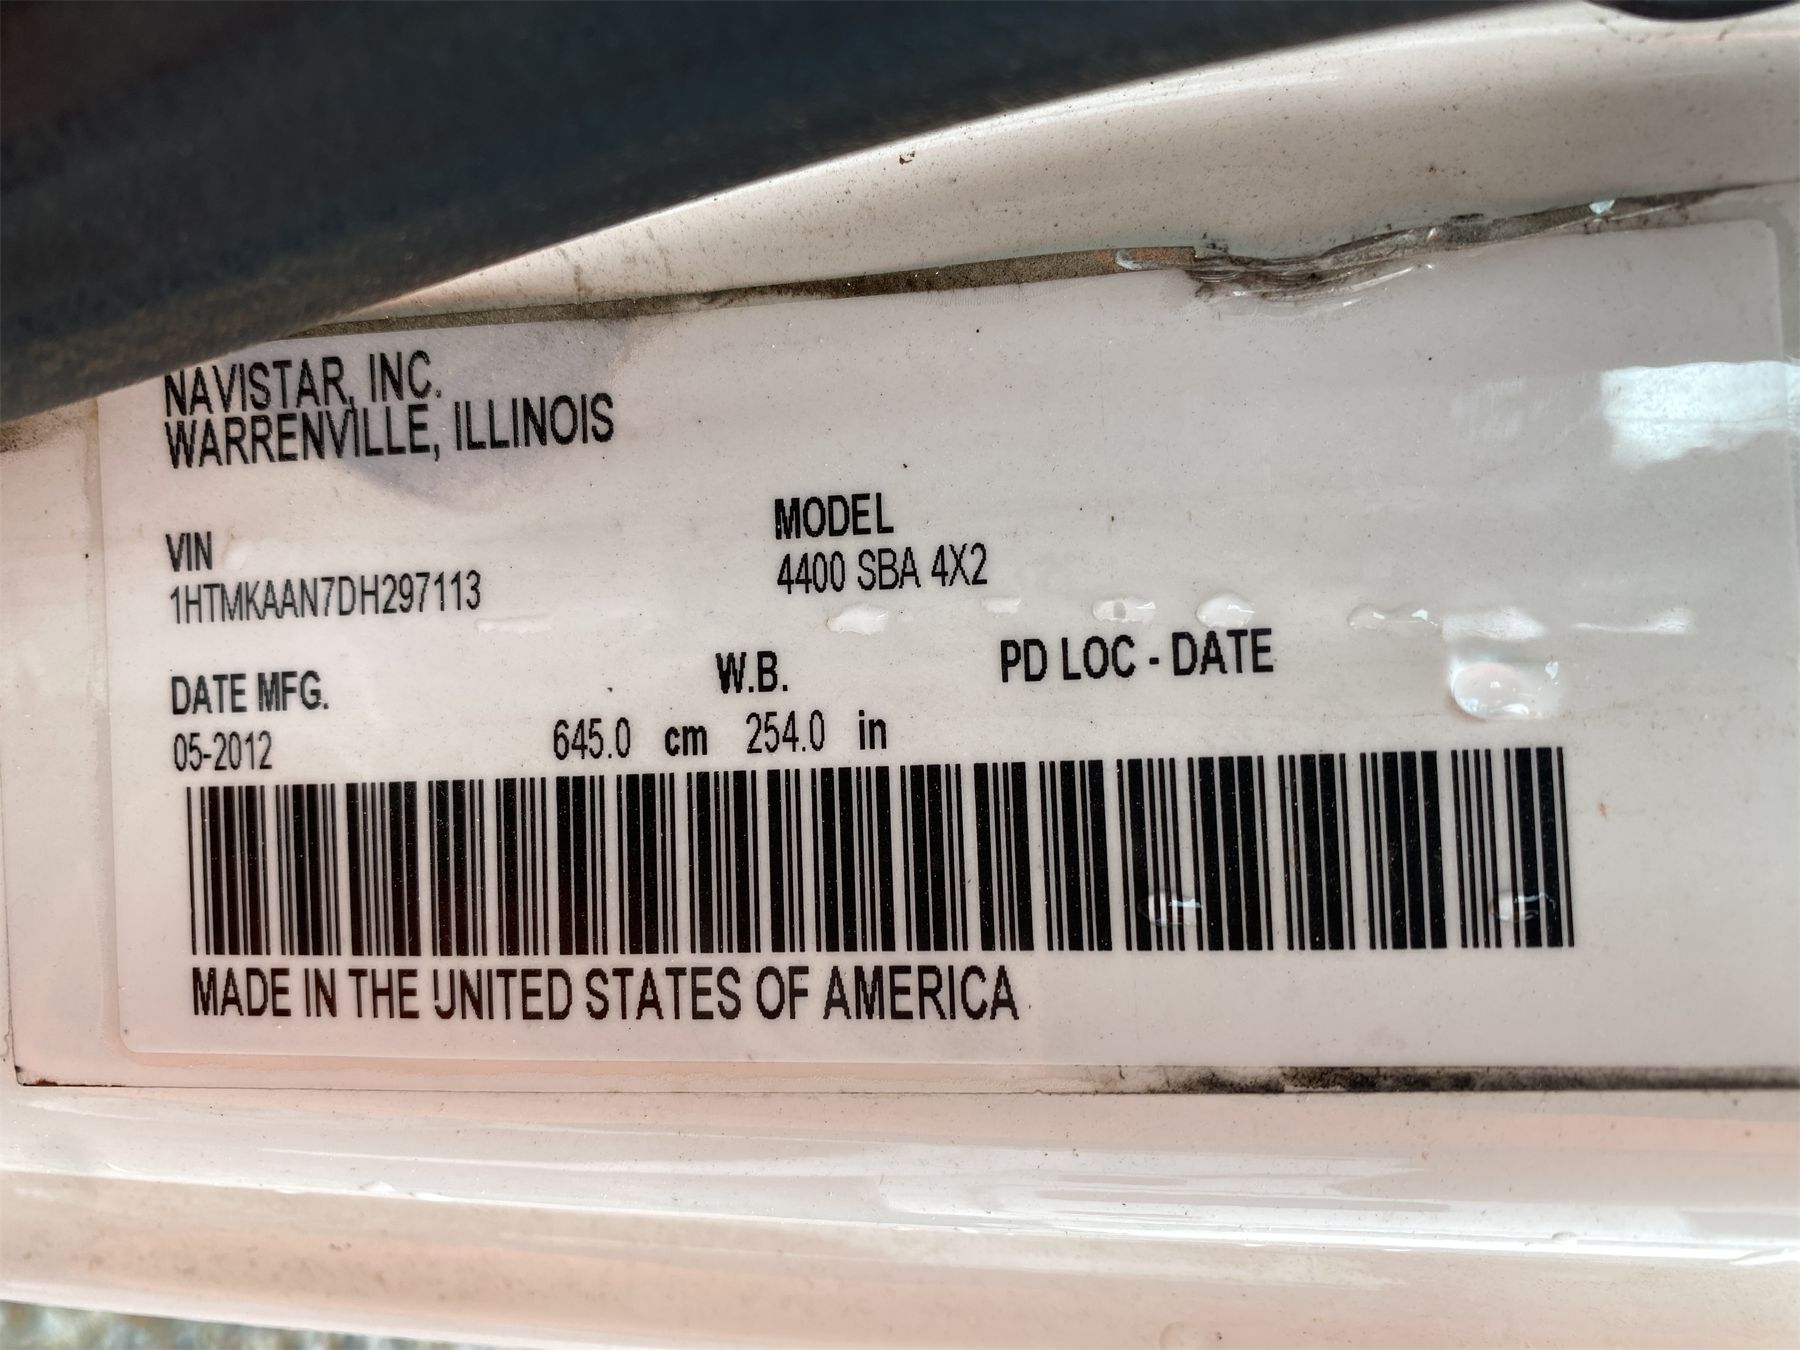 NAVISTAR, INC.
WARRENVILLE, ILLINOIS
VIN
1HTMKAAN7DH297113
MODEL
4400 SBA 4X2
DATE MFG.
05-2012
W.B.
645.0 cm 254.0 in
PD LOC - DATE
MADE IN THE UNITED STATES OF AMERICA